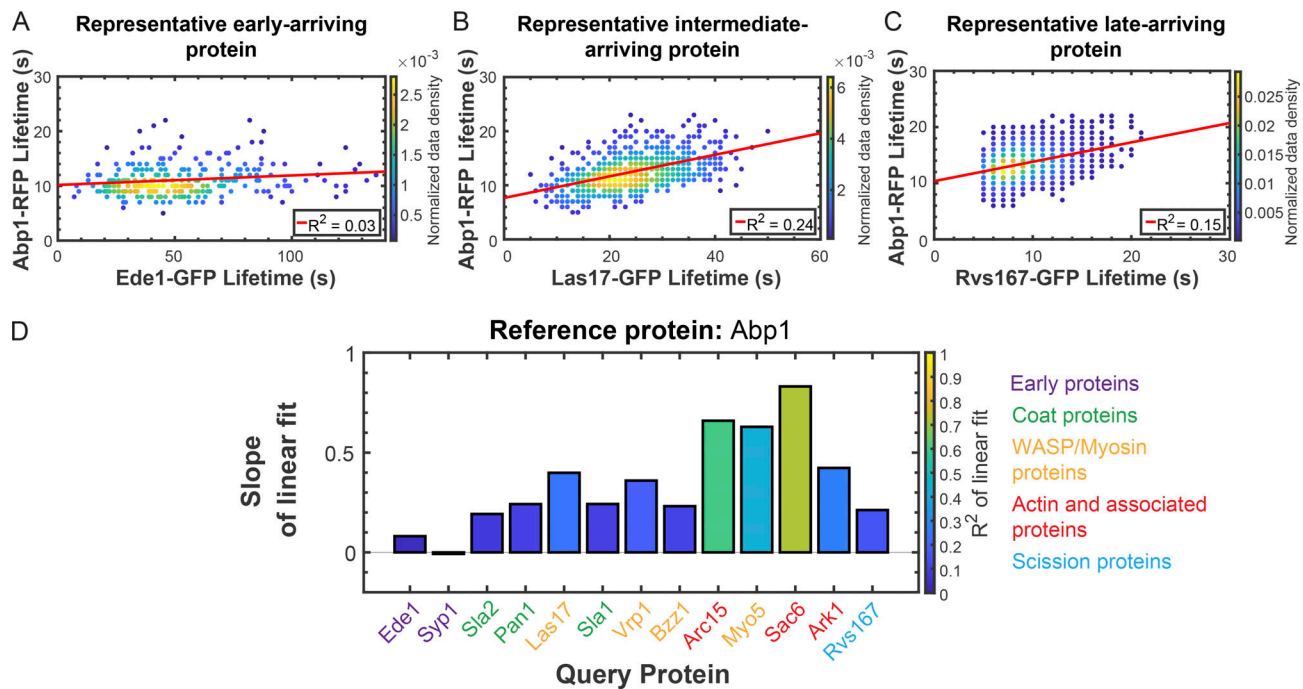 A
Representative early-arriving
protein
Abp1-RFP Lifetime (s)
30
20
10
0
0
50
100
R² = 0.03
Ede1-GFP Lifetime (s)
×10⁻³
2.5
2
1.5
1
0.5
Normalized data density
B
Representative intermediate-
arriving protein
Abp1-RFP Lifetime (s)
30
20
10
0
0
20
40
60
R² = 0.24
Las17-GFP Lifetime (s)
×10⁻³
6
4
2
Normalized data density
C
Representative late-arriving
protein
Abp1-RFP Lifetime (s)
30
20
10
0
0
10
20
30
R² = 0.15
Rvs167-GFP Lifetime (s)
0.025
0.02
0.015
0.01
0.005
Normalized data density
D
Reference protein: Abp1
Slope
of linear fit
1
0.5
0
Ede1
Syp1
Sla2
Pan1
Las17
Sla1
Vrp1
Bzz1
Arc15
Myo5
Sac6
Ark1
Rvs167
Query Protein
1
0.9
0.8
0.7
0.6
0.5
0.4
0.3
0.2
0.1
0
R² of linear fit
Early proteins
Coat proteins
WASP/Myosin
proteins
Actin and associated
proteins
Scission proteins